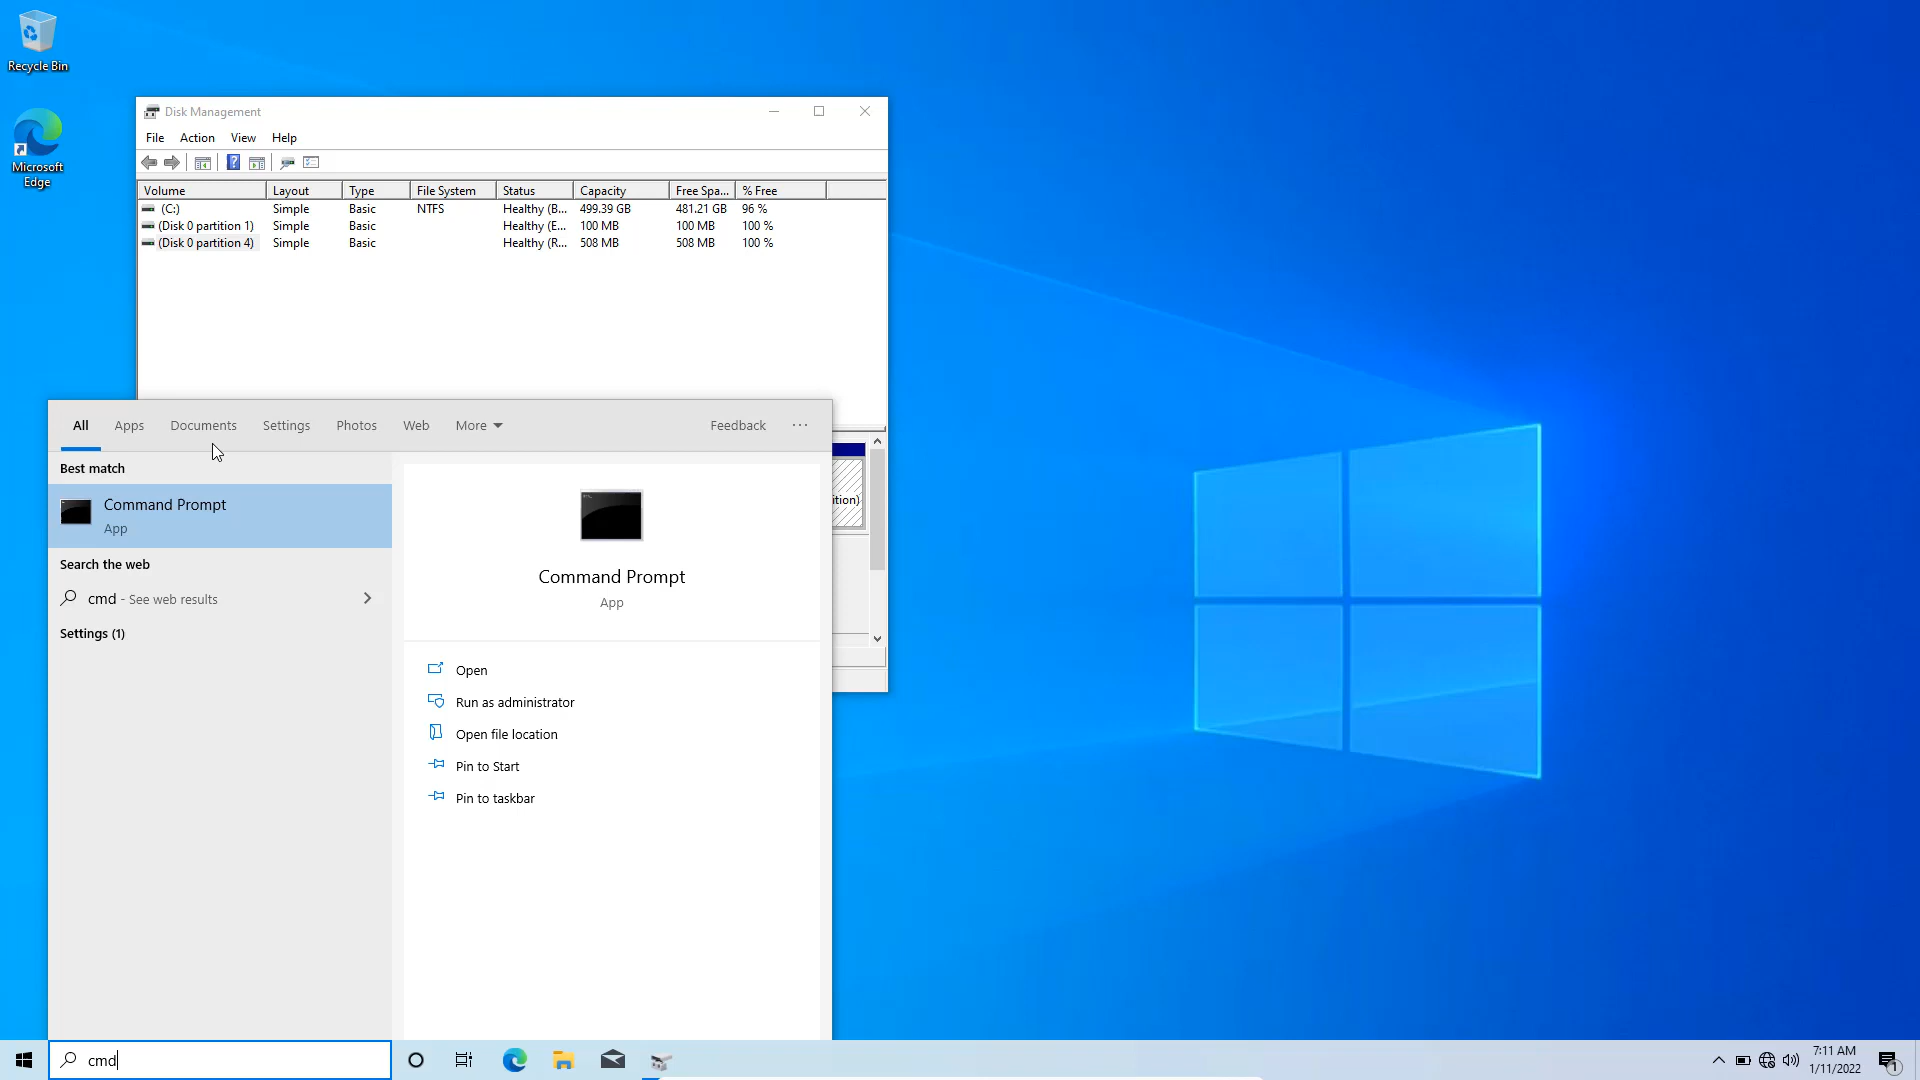 Recycle Bin
Microsoft
Edge
Disk Management
File Action View Help
Volume Layout Type File System Status Capacity Free Spa... % Free
(C:) Simple Basic NTFS Healthy (B... 499.39 GB 481.21 GB 96 %
(Disk 0 partition 1) Simple Basic Healthy (E... 100 MB 100 MB 100 %
(Disk 0 partition 4) Simple Basic Healthy (R... 508 MB 508 MB 100 %
ition)
All Apps Documents Settings Photos Web More Feedback ...
Best match
Command Prompt
App
Search the web
cmd - See web results
Settings (1)
Command Prompt
App
Open
Run as administrator
Open file location
Pin to Start
Pin to taskbar
cmd
7:11 AM
1/11/2022
1